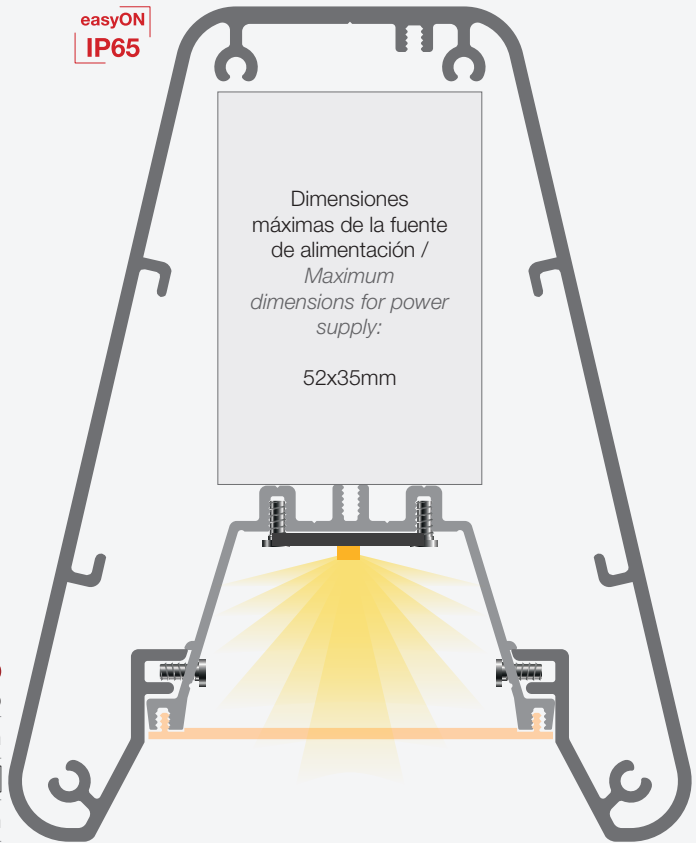 easyON
IP65
Dimensiones
máximas de la fuente
de alimentación /
Maximum
dimensions for power
supply:
52x35mm